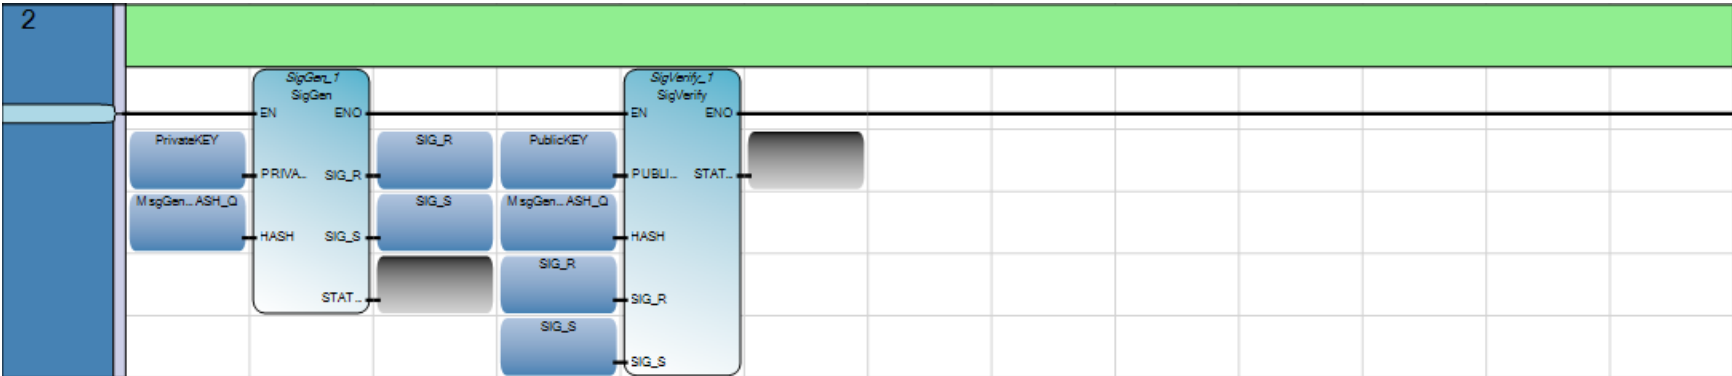 2
SigGen_1
SigGen
EN ENO
PrivateKEY
PRIVA...
SIG_R
SIG_R
MsgGen...ASH_Q
HASH
SIG_S
SIG_S
STAT...
SigVerify_1
SigVerify
EN ENO
PublicKEY
PUBLI...
STAT...
MsgGen...ASH_Q
HASH
SIG_R
SIG_R
SIG_S
SIG_S